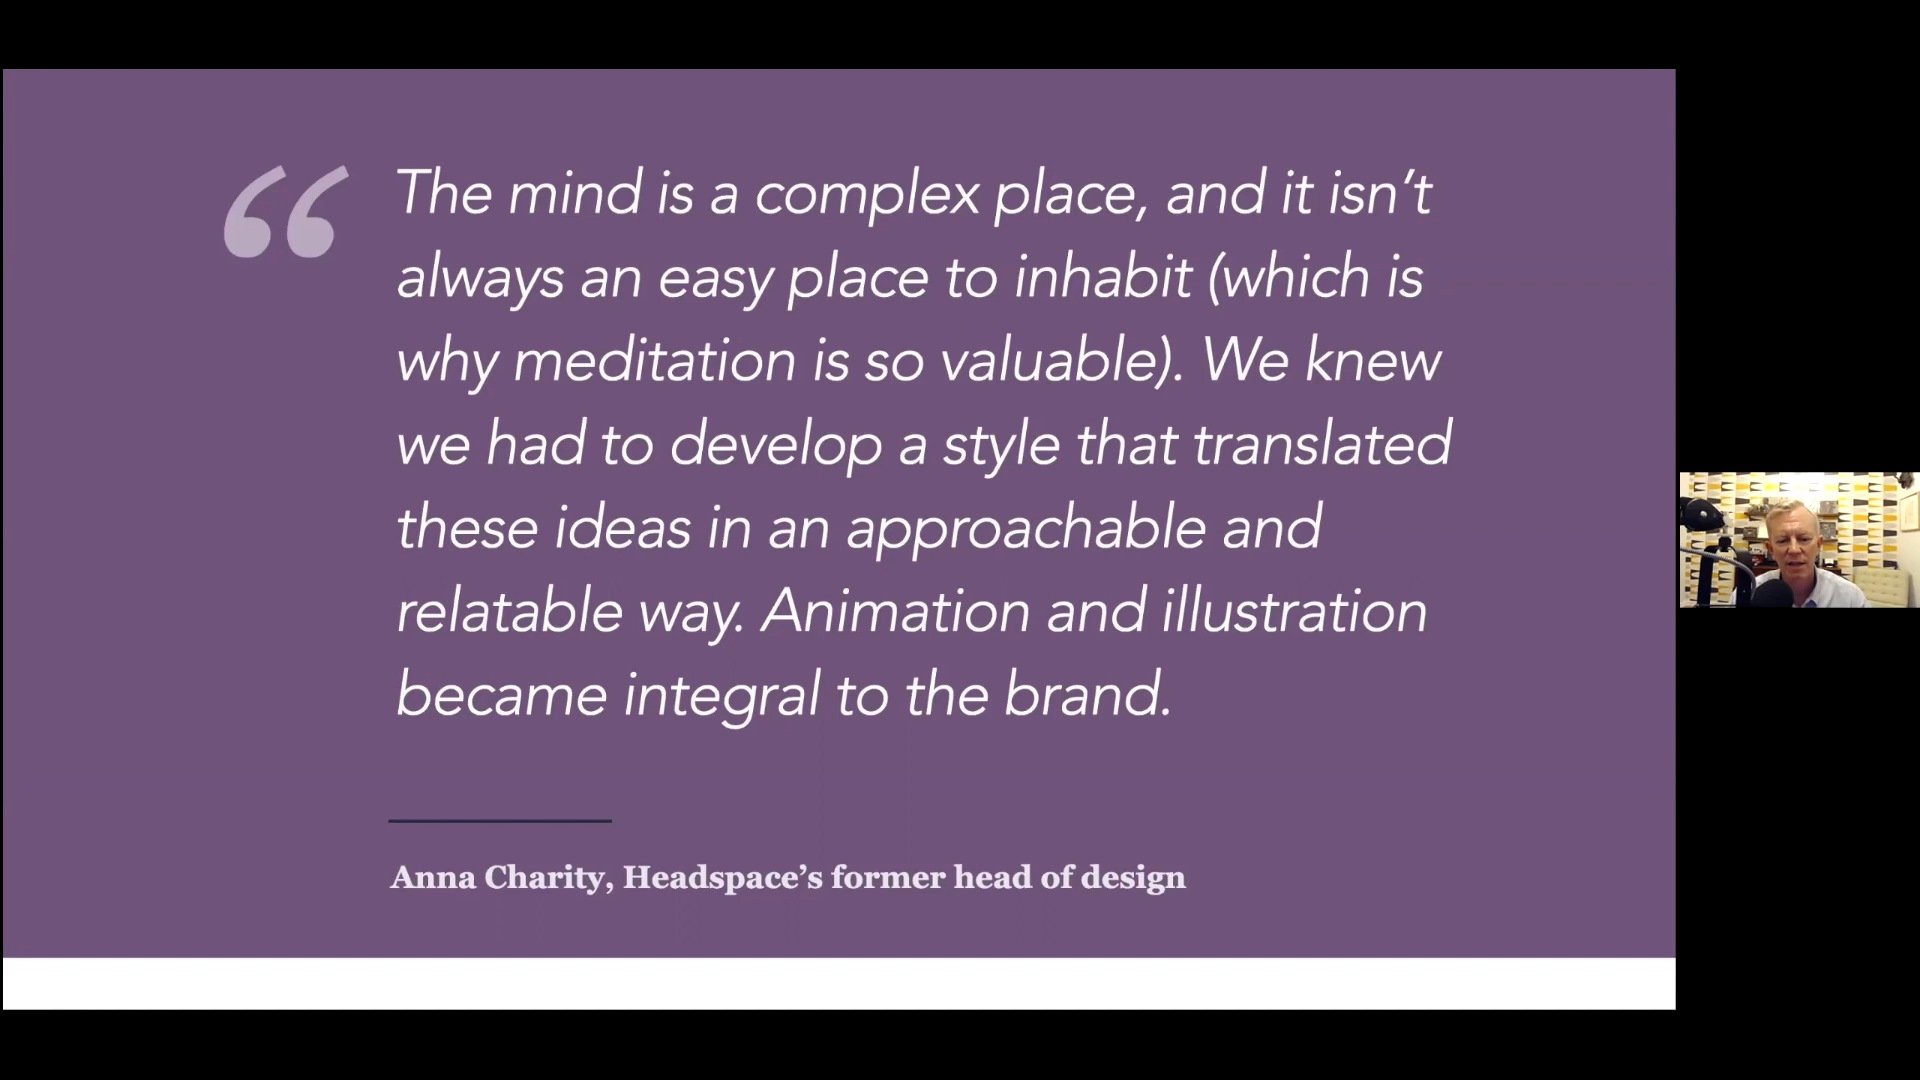 “
The mind is a complex place, and it isn’t
always an easy place to inhabit (which is
why meditation is so valuable). We knew
we had to develop a style that translated
these ideas in an approachable and
relatable way. Animation and illustration
became integral to the brand.
Anna Charity, Headspace’s former head of design